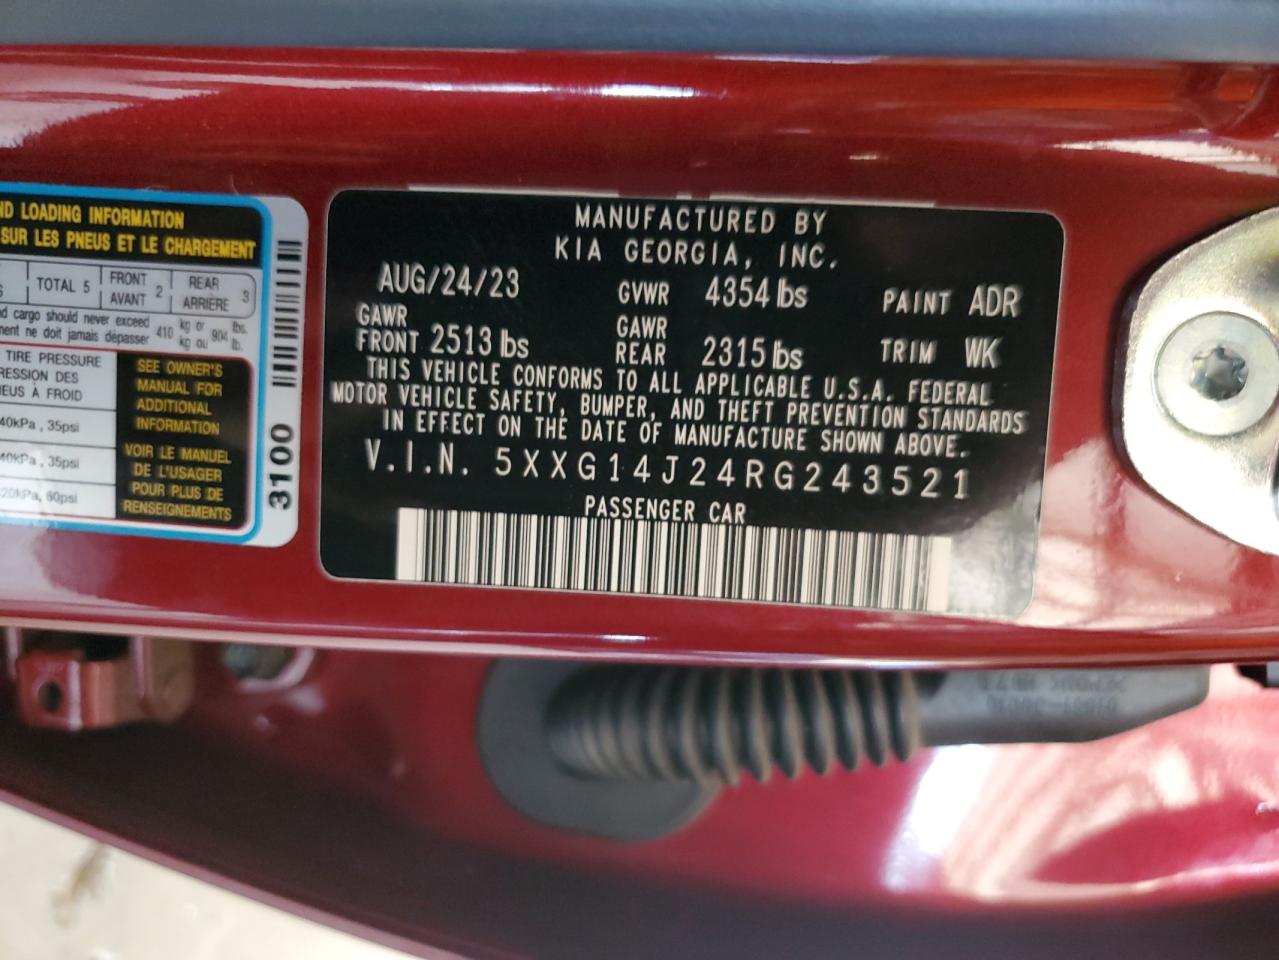 ND LOADING INFORMATION
SUR LES PNEUS ET LE CHARGEMENT
TOTAL 5 FRONT AVANT 2 REAR ARRIÈRE 3
nd cargo should never exceed
ment ne doit jamais dépasser 410 kg or kg ou 904 lbs. lb.
TIRE PRESSURE
RESSION DES
NEUS À FROID
40kPa , 35psi
40kPa , 35psi
20kPa, 60psi
SEE OWNER'S
MANUAL FOR
ADDITIONAL
INFORMATION
VOIR LE MANUEL
DE L'USAGER
POUR PLUS DE
RENSEIGNEMENTS
3100
MANUFACTURED BY
KIA GEORGIA, INC.
AUG/24/23 GVWR 4354 lbs PAINT ADR
GAWR FRONT 2513 lbs GAWR REAR 2315 lbs TRIM WK
THIS VEHICLE CONFORMS TO ALL APPLICABLE U.S.A. FEDERAL
MOTOR VEHICLE SAFETY, BUMPER, AND THEFT PREVENTION STANDARDS
IN EFFECT ON THE DATE OF MANUFACTURE SHOWN ABOVE.
V.I.N. 5XXG14J24RG243521
PASSENGER CAR